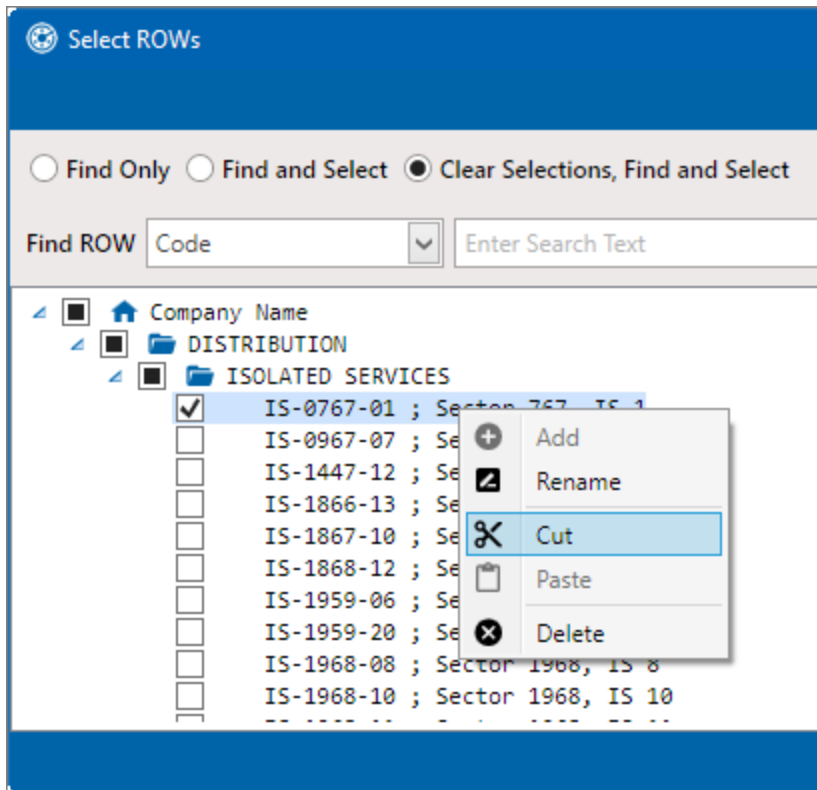 Select ROWs
Find Only Find and Select Clear Selections, Find and Select
Find ROW Code Enter Search Text
Company Name
DISTRIBUTION
ISOLATED SERVICES
IS-0767-01 ; Sector 767, IS 1
IS-0967-07 ; Se
Add
IS-1447-12 ; Se
Rename
IS-1866-13 ; Se
IS-1867-10 ; Se
Cut
IS-1868-12 ; Se
Paste
IS-1959-06 ; Se
IS-1959-20 ; Se
Delete
IS-1968-08 ; Sector 1968, IS 8
IS-1968-10 ; Sector 1968, IS 10